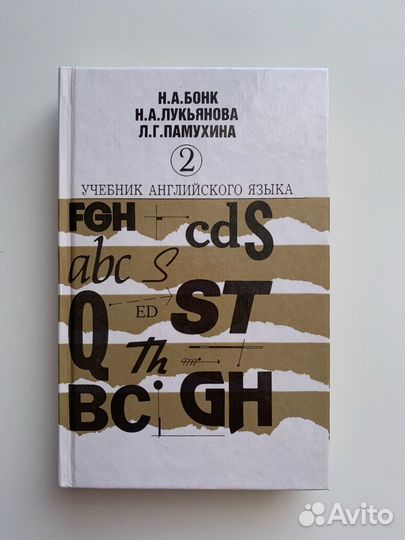 Н.А.БОНК
Н.А.ЛУКЬЯНОВА
Л.Г.ПАМУХИНА
2
УЧЕБНИК АНГЛИЙСКОГО ЯЗЫКА
FGH cdS
abc S
Q ED ST
Th
BC GH
Avito